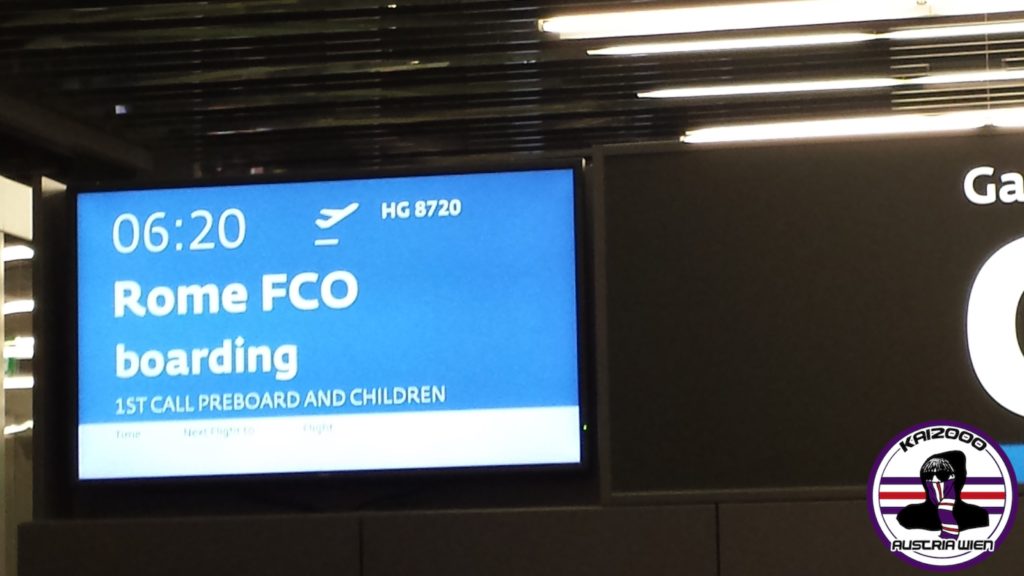 06:20 HG 8720
Rome FCO
boarding
1ST CALL PREBOARD AND CHILDREN
Time Next Flight to Flight
Ga
KAI2000
AUSTRIA WIEN